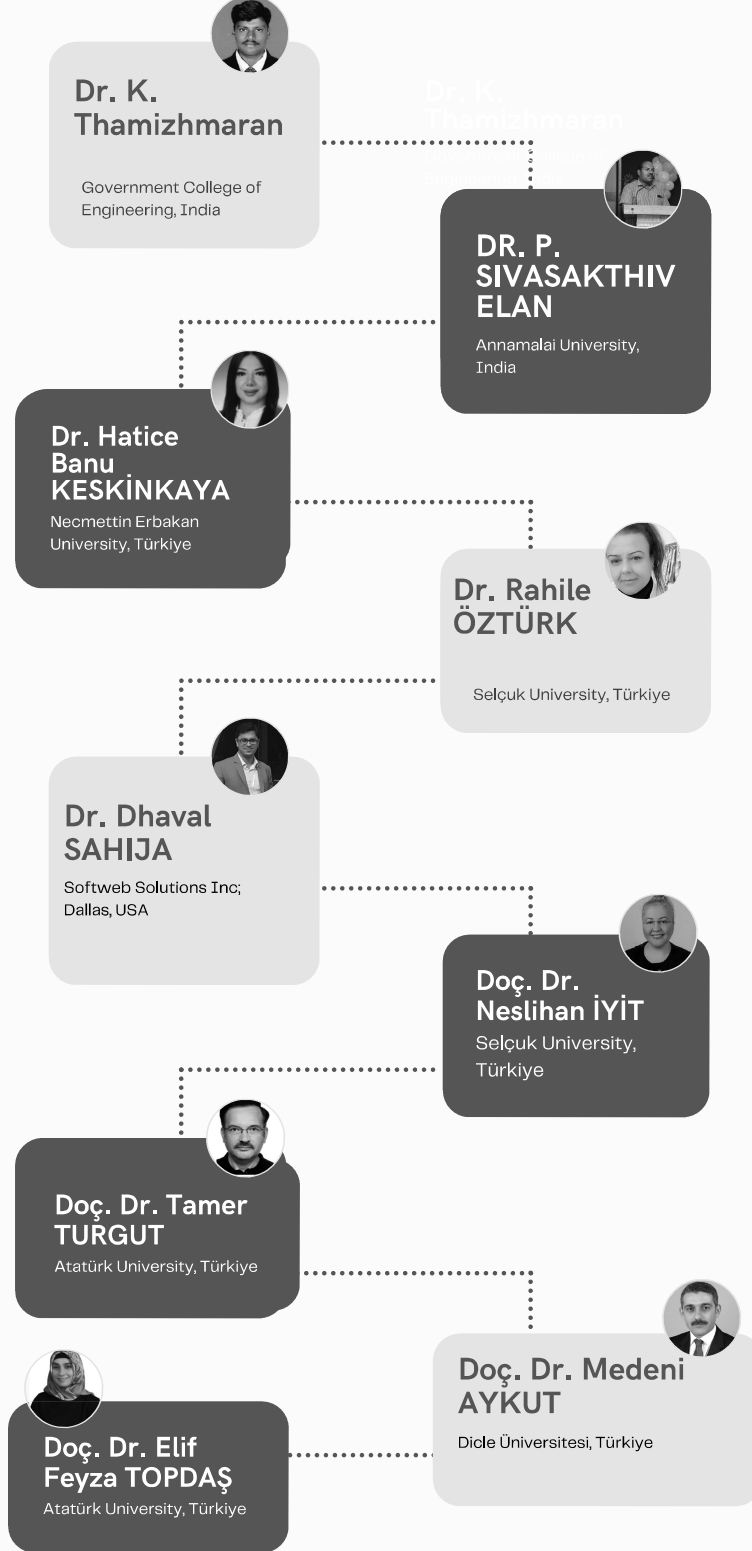 Dr. K.
Thamizhmaran
Government College of
Engineering, India
Dr. K.
Thamizhmaran
DR. P.
SIVASAKTHIV
ELAN
Annamalai University,
India
Dr. Hatice
Banu
KESKİNKAYA
Necmettin Erbakan
University, Türkiye
Dr. Rahile
ÖZTÜRK
Selçuk University, Türkiye
Dr. Dhaval
SAHIJA
Softweb Solutions Inc;
Dallas, USA
Doç. Dr.
Neslihan İYİT
Selçuk University,
Türkiye
Doç. Dr. Tamer
TURGUT
Atatürk University, Türkiye
Doç. Dr. Medeni
AYKUT
Dicle Üniversitesi, Türkiye
Doç. Dr. Elif
Feyza TOPDAŞ
Atatürk University, Türkiye